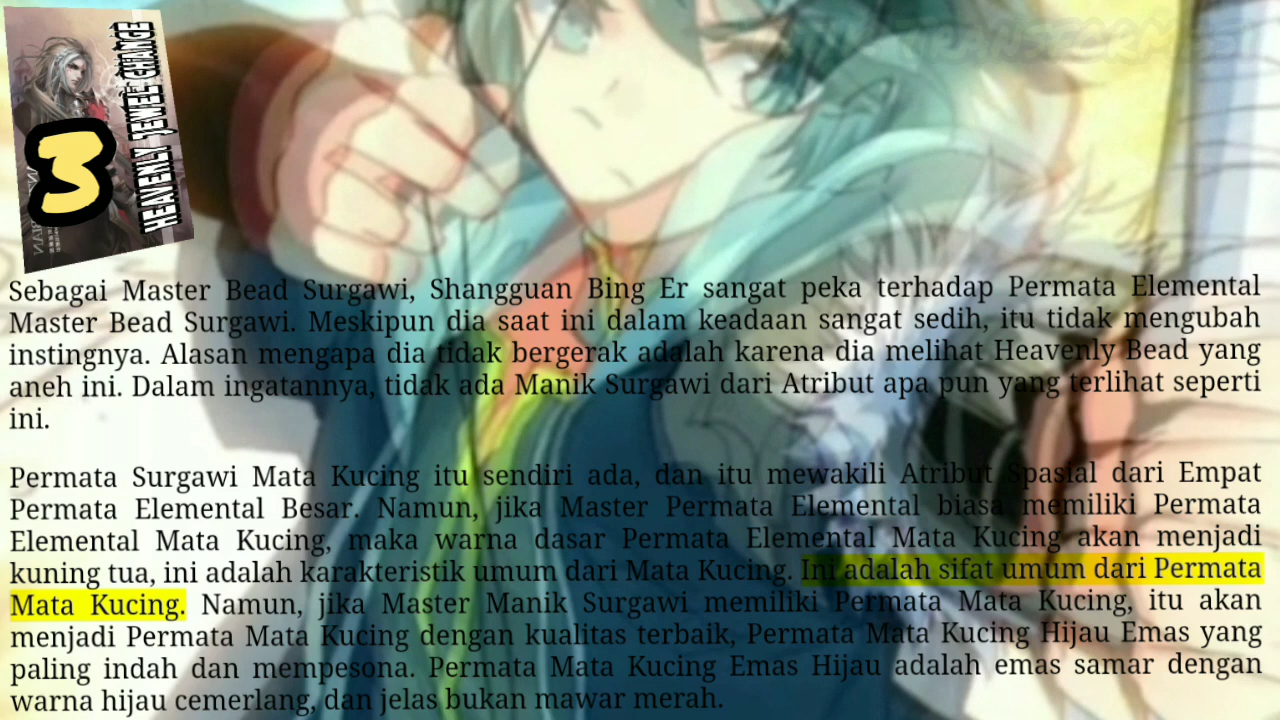 HEAVENLY JEWEL CHANGE
3
Sebagai Master Bead Surgawi, Shangguan Bing Er sangat peka terhadap Permata Elemental
Master Bead Surgawi. Meskipun dia saat ini dalam keadaan sangat sedih, itu tidak mengubah
instingnya. Alasan mengapa dia tidak bergerak adalah karena dia melihat Heavenly Bead yang
aneh ini. Dalam ingatannya, tidak ada Manik Surgawi dari Atribut apa pun yang terlihat seperti
ini.
Permata Surgawi Mata Kucing itu sendiri ada, dan itu mewakili Atribut Spasial dari Empat
Permata Elemental Besar. Namun, jika Master Permata Elemental biasa memiliki Permata
Elemental Mata Kucing, maka warna dasar Permata Elemental Mata Kucing akan menjadi
kuning tua, ini adalah karakteristik umum dari Mata Kucing. Ini adalah sifat umum dari Permata
Mata Kucing. Namun, jika Master Manik Surgawi memiliki Permata Mata Kucing, itu akan
menjadi Permata Mata Kucing dengan kualitas terbaik, Permata Mata Kucing Hijau Emas yang
paling indah dan mempesona. Permata Mata Kucing Emas Hijau adalah emas samar dengan
warna hijau cemerlang, dan jelas bukan mawar merah.